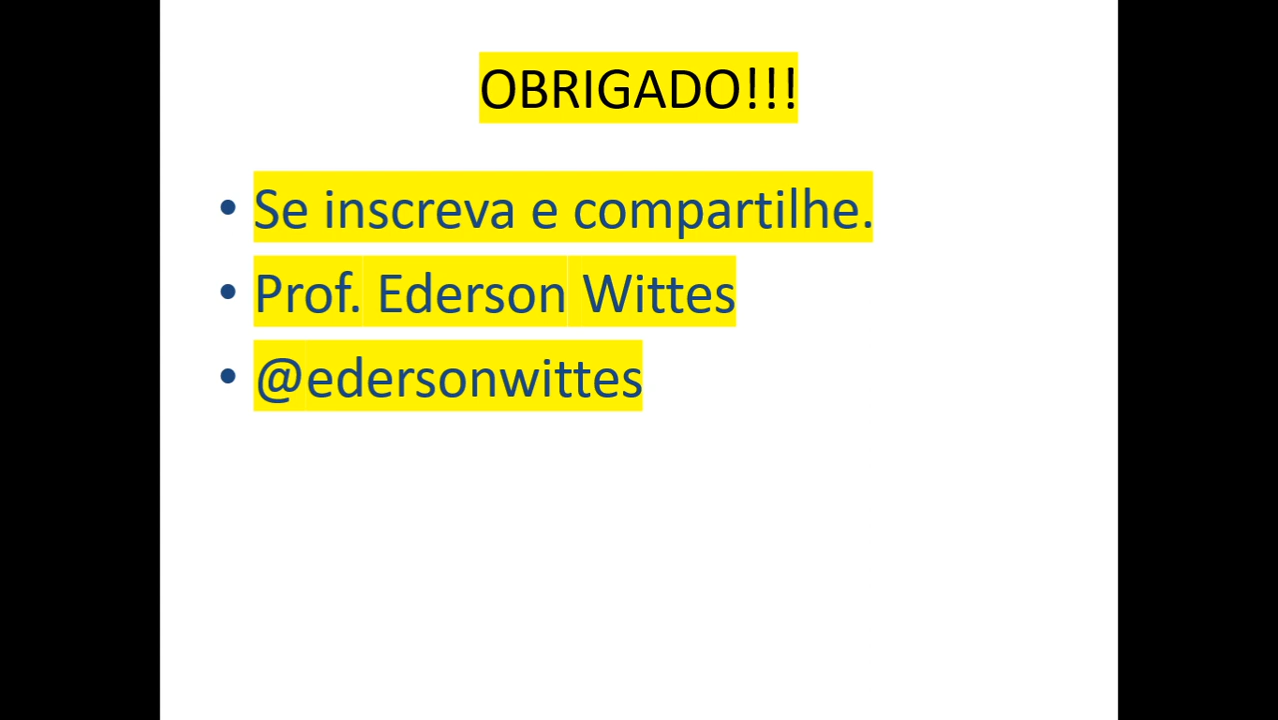 OBRIGADO!!!
• Se inscreva e compartilhe.
• Prof. Ederson Wittes
• @edersonwittes